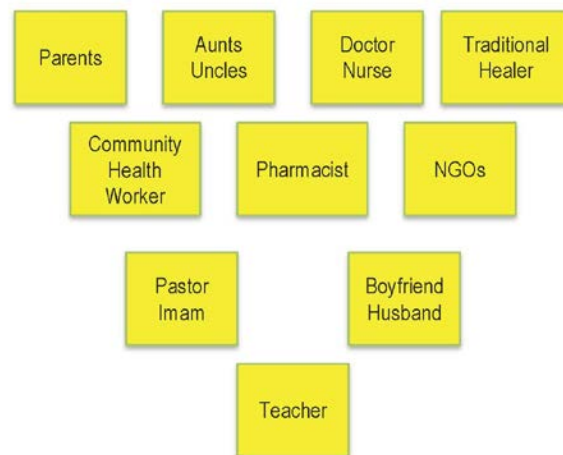 Parents
Aunts
Uncles
Doctor
Nurse
Traditional
Healer
Community
Health
Worker
Pharmacist
NGOs
Pastor
Imam
Boyfriend
Husband
Teacher